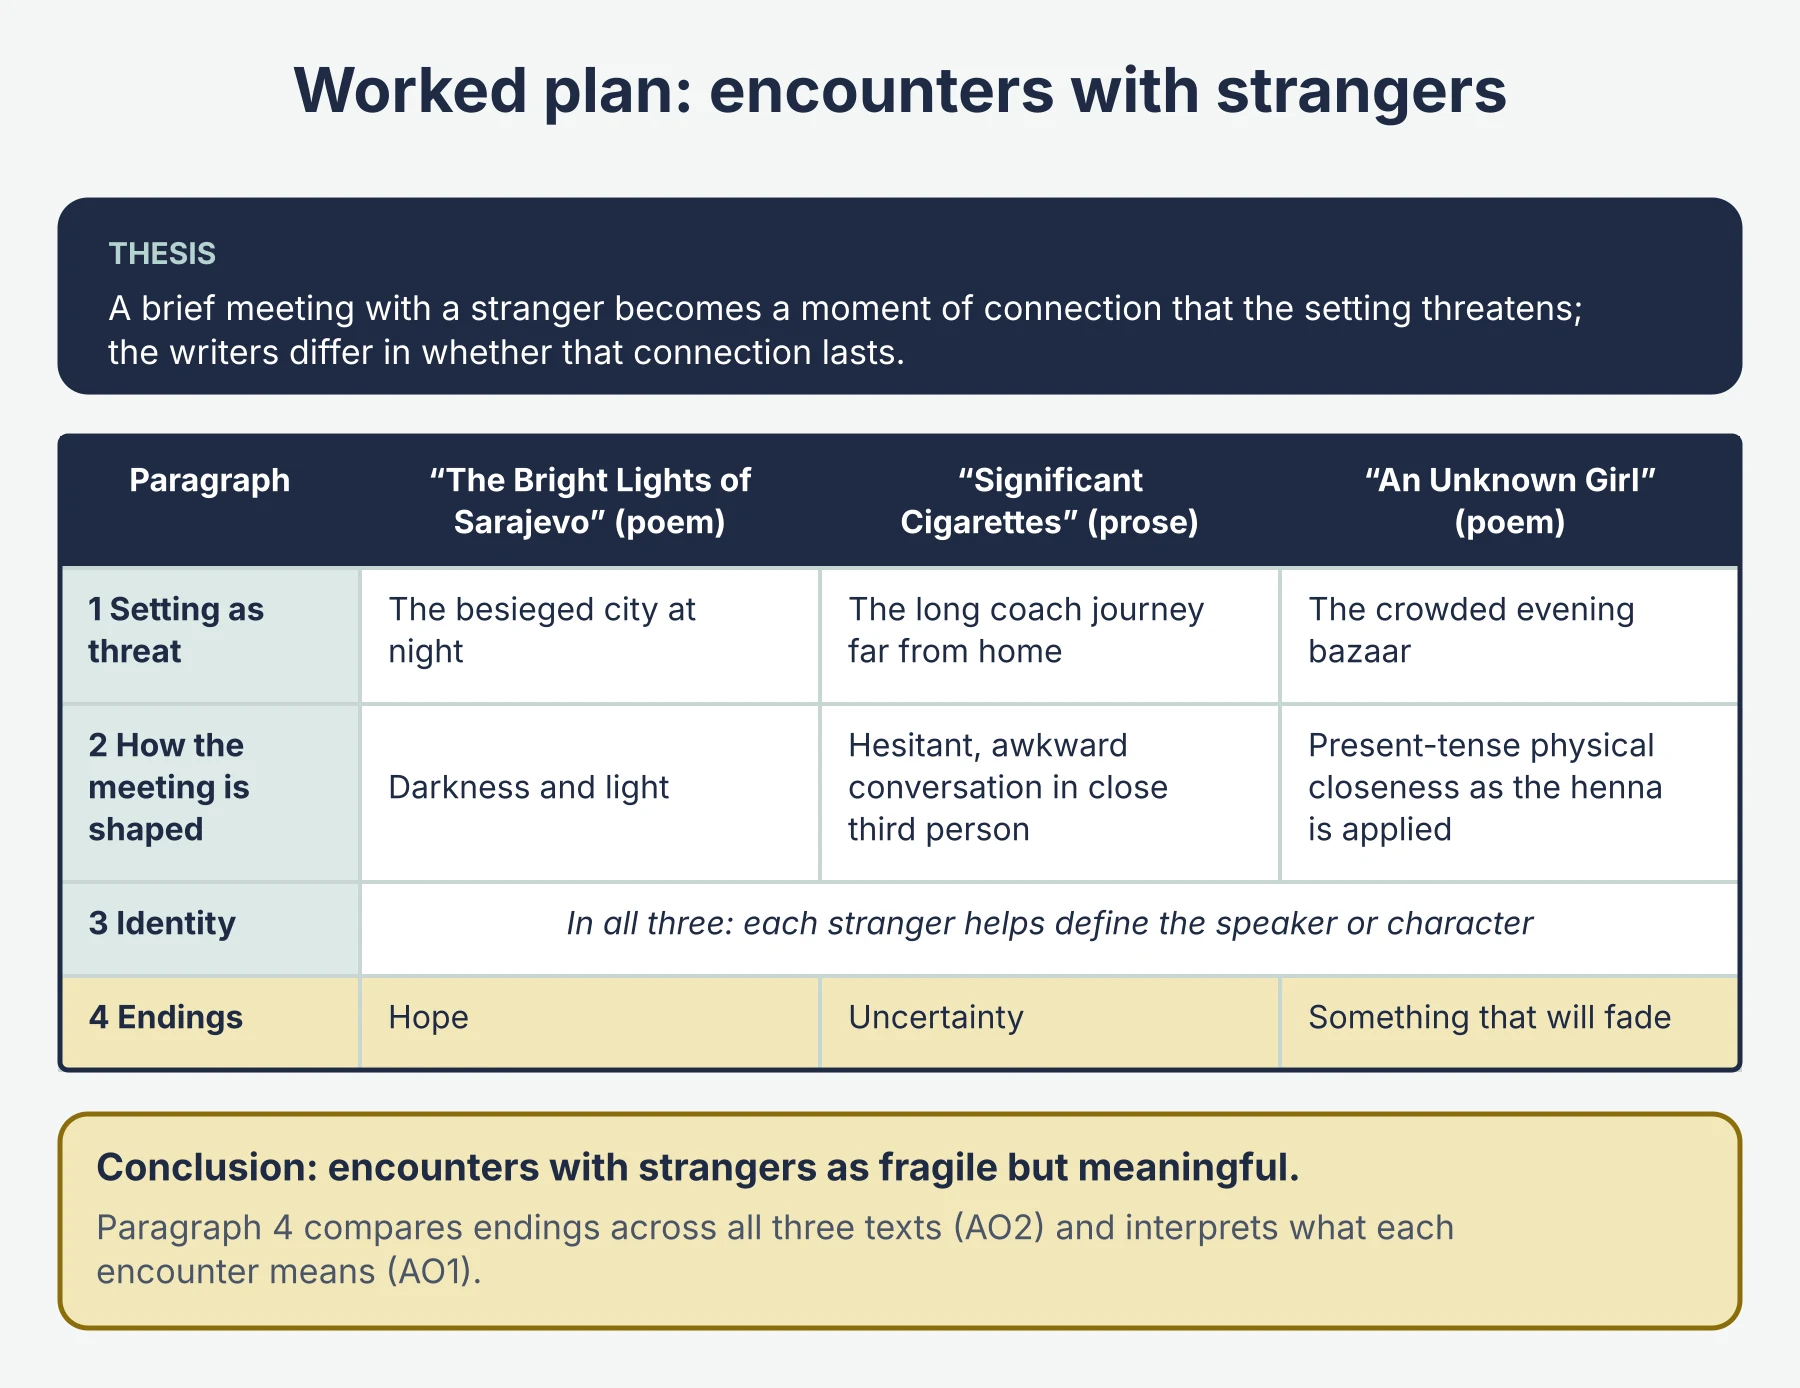 Worked plan: encounters with strangers
THESIS
A brief meeting with a stranger becomes a moment of connection that the setting threatens;
the writers differ in whether that connection lasts.
Paragraph
“The Bright Lights of
Sarajevo” (poem)
“Significant
Cigarettes” (prose)
“An Unknown Girl”
(poem)
1 Setting as
threat
The besieged city at
night
The long coach journey
far from home
The crowded evening
bazaar
2 How the
meeting is
shaped
Darkness and light
Hesitant, awkward
conversation in close
third person
Present-tense physical
closeness as the henna
is applied
3 Identity
In all three: each stranger helps define the speaker or character
4 Endings
Hope
Uncertainty
Something that will fade
Conclusion: encounters with strangers as fragile but meaningful.
Paragraph 4 compares endings across all three texts (AO2) and interprets what each
encounter means (AO1).